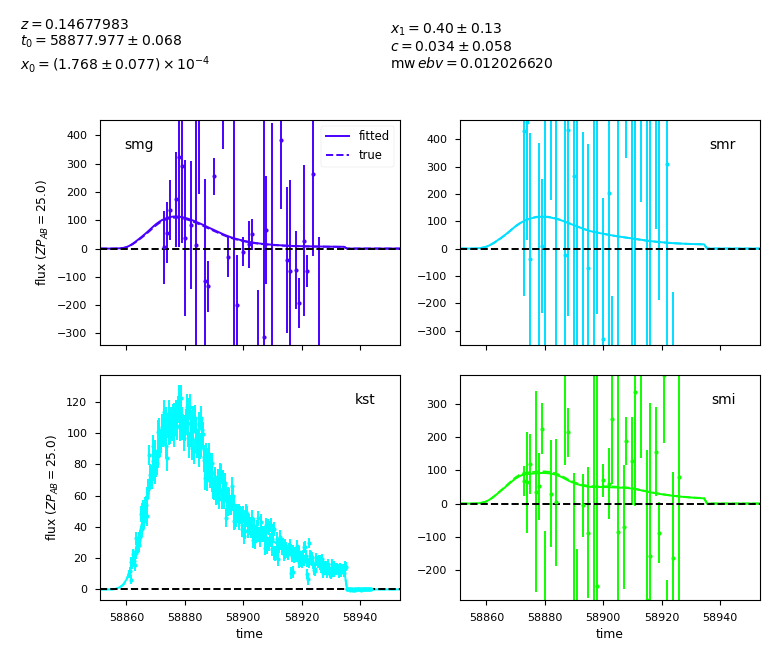 z = 0.14677983
t₀ = 58877.977 ± 0.068
x₀ = (1.768 ± 0.077) × 10⁻⁴
x₁ = 0.40 ± 0.13
c = 0.034 ± 0.058
mw ebv = 0.012026620
smg
fitted
true
400
300
200
100
0
−100
−200
−300
flux (ZP_AB = 25.0)
smr
400
300
200
100
0
−100
−200
−300
kst
120
100
80
60
40
20
0
flux (ZP_AB = 25.0)
58860 58880 58900 58920 58940
time
smi
300
200
100
0
−100
−200
58860 58880 58900 58920 58940
time